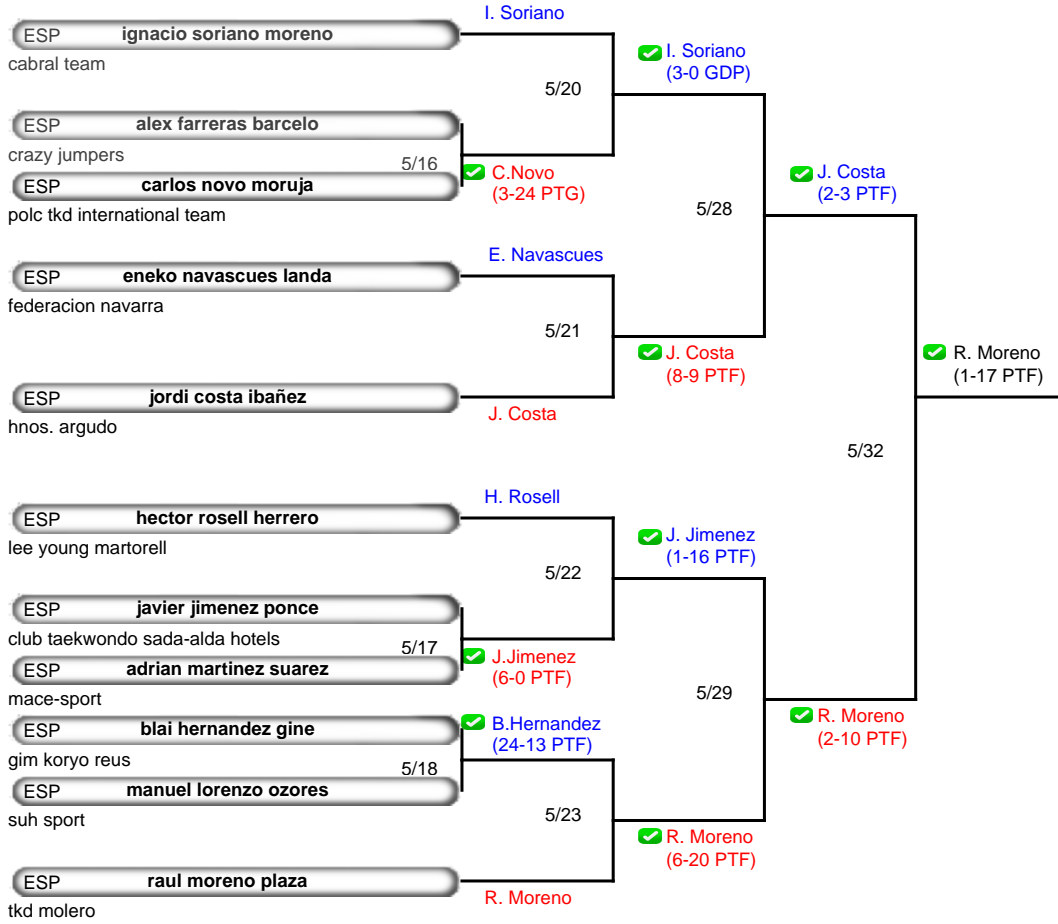 I. Soriano
ESP ignacio soriano moreno
cabral team
I. Soriano
(3-0 GDP)
5/20
ESP alex farreras barcelo
crazy jumpers
5/16
C.Novo
(3-24 PTG)
ESP carlos novo moruja
polc tkd international team
J. Costa
(2-3 PTF)
5/28
E. Navascues
ESP eneko navascues landa
federacion navarra
5/21
J. Costa
(8-9 PTF)
R. Moreno
(1-17 PTF)
ESP jordi costa ibañez
J. Costa
hnos. argudo
5/32
H. Rosell
ESP hector rosell herrero
lee young martorell
J. Jimenez
(1-16 PTF)
5/22
ESP javier jimenez ponce
club taekwondo sada-alda hotels
5/17
J.Jimenez
(6-0 PTF)
ESP adrian martinez suarez
mace-sport
5/29
R. Moreno
(2-10 PTF)
ESP blai hernandez gine
B.Hernandez
(24-13 PTF)
gim koryo reus
5/18
ESP manuel lorenzo ozores
suh sport
5/23
R. Moreno
(6-20 PTF)
ESP raul moreno plaza
R. Moreno
tkd molero